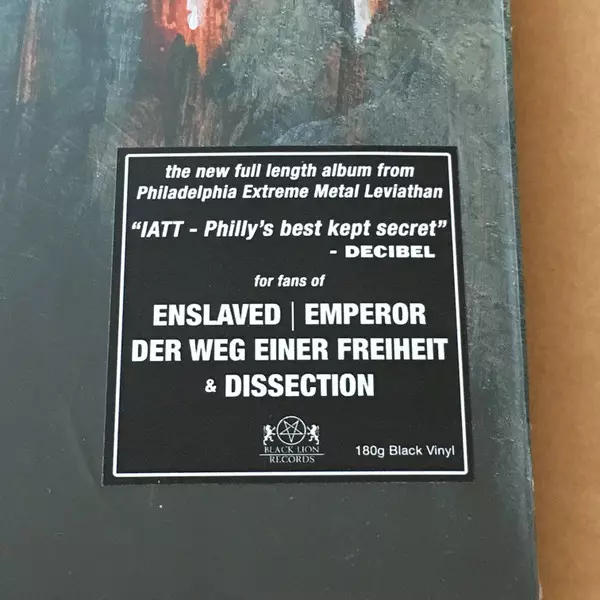 the new full length album from
Philadelphia Extreme Metal Leviathan
“IATT - Philly's best kept secret”
- DECIBEL
for fans of
ENSLAVED | EMPEROR
DER WEG EINER FREIHEIT
& DISSECTION
BLACK LION
RECORDS
180g Black Vinyl